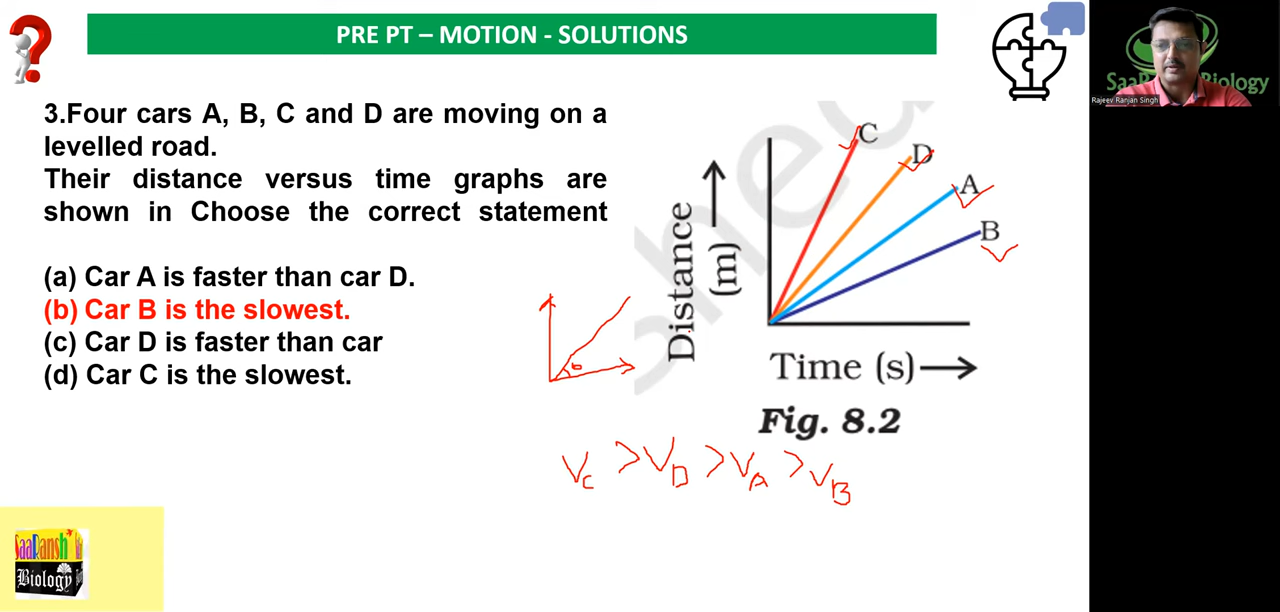 PRE PT – MOTION - SOLUTIONS
3.Four cars A, B, C and D are moving on a
levelled road.
Their distance versus time graphs are
shown in Choose the correct statement
(a) Car A is faster than car D.
(b) Car B is the slowest.
(c) Car D is faster than car
(d) Car C is the slowest.
C
D
A
B
Distance
(m)
Time (s)
Fig. 8.2
θ
Vc > VD > VA > VB
Rajeev Ranjan Singh
SaaRansh
Biology